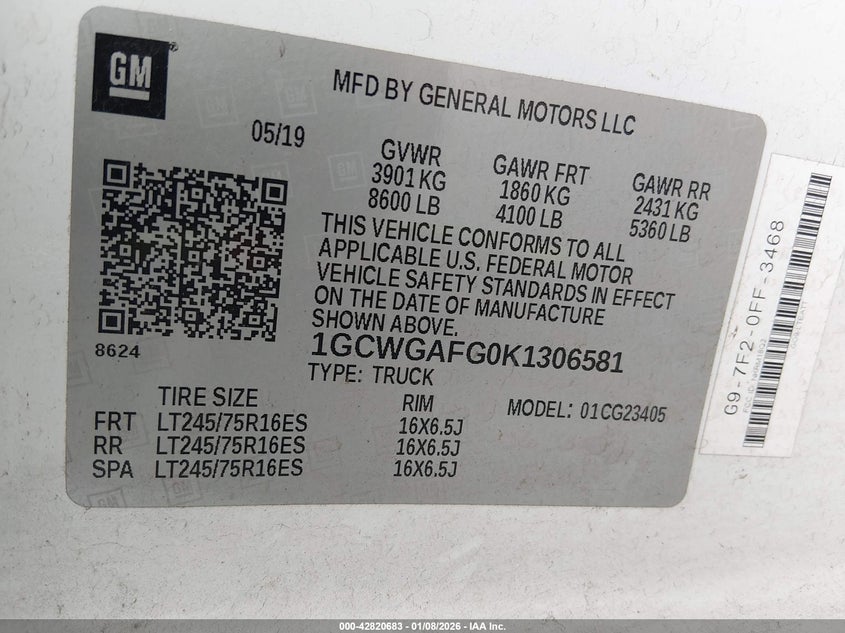 GM
MFD BY GENERAL MOTORS LLC
05/19
GVWR
3901 KG
8600 LB
GAWR FRT
1860 KG
4100 LB
GAWR RR
2431 KG
5360 LB
THIS VEHICLE CONFORMS TO ALL
APPLICABLE U.S. FEDERAL MOTOR
VEHICLE SAFETY STANDARDS IN EFFECT
ON THE DATE OF MANUFACTURE
SHOWN ABOVE.
8624
1GCWGAFG0K1306581
TYPE: TRUCK
TIRE SIZE RIM MODEL: 01CG23405
FRT LT245/75R16ES 16X6.5J
RR LT245/75R16ES 16X6.5J
SPA LT245/75R16ES 16X6.5J
G9-7F2-0FF-3468
000-42820683 - 01/08/2026 - IAA Inc.